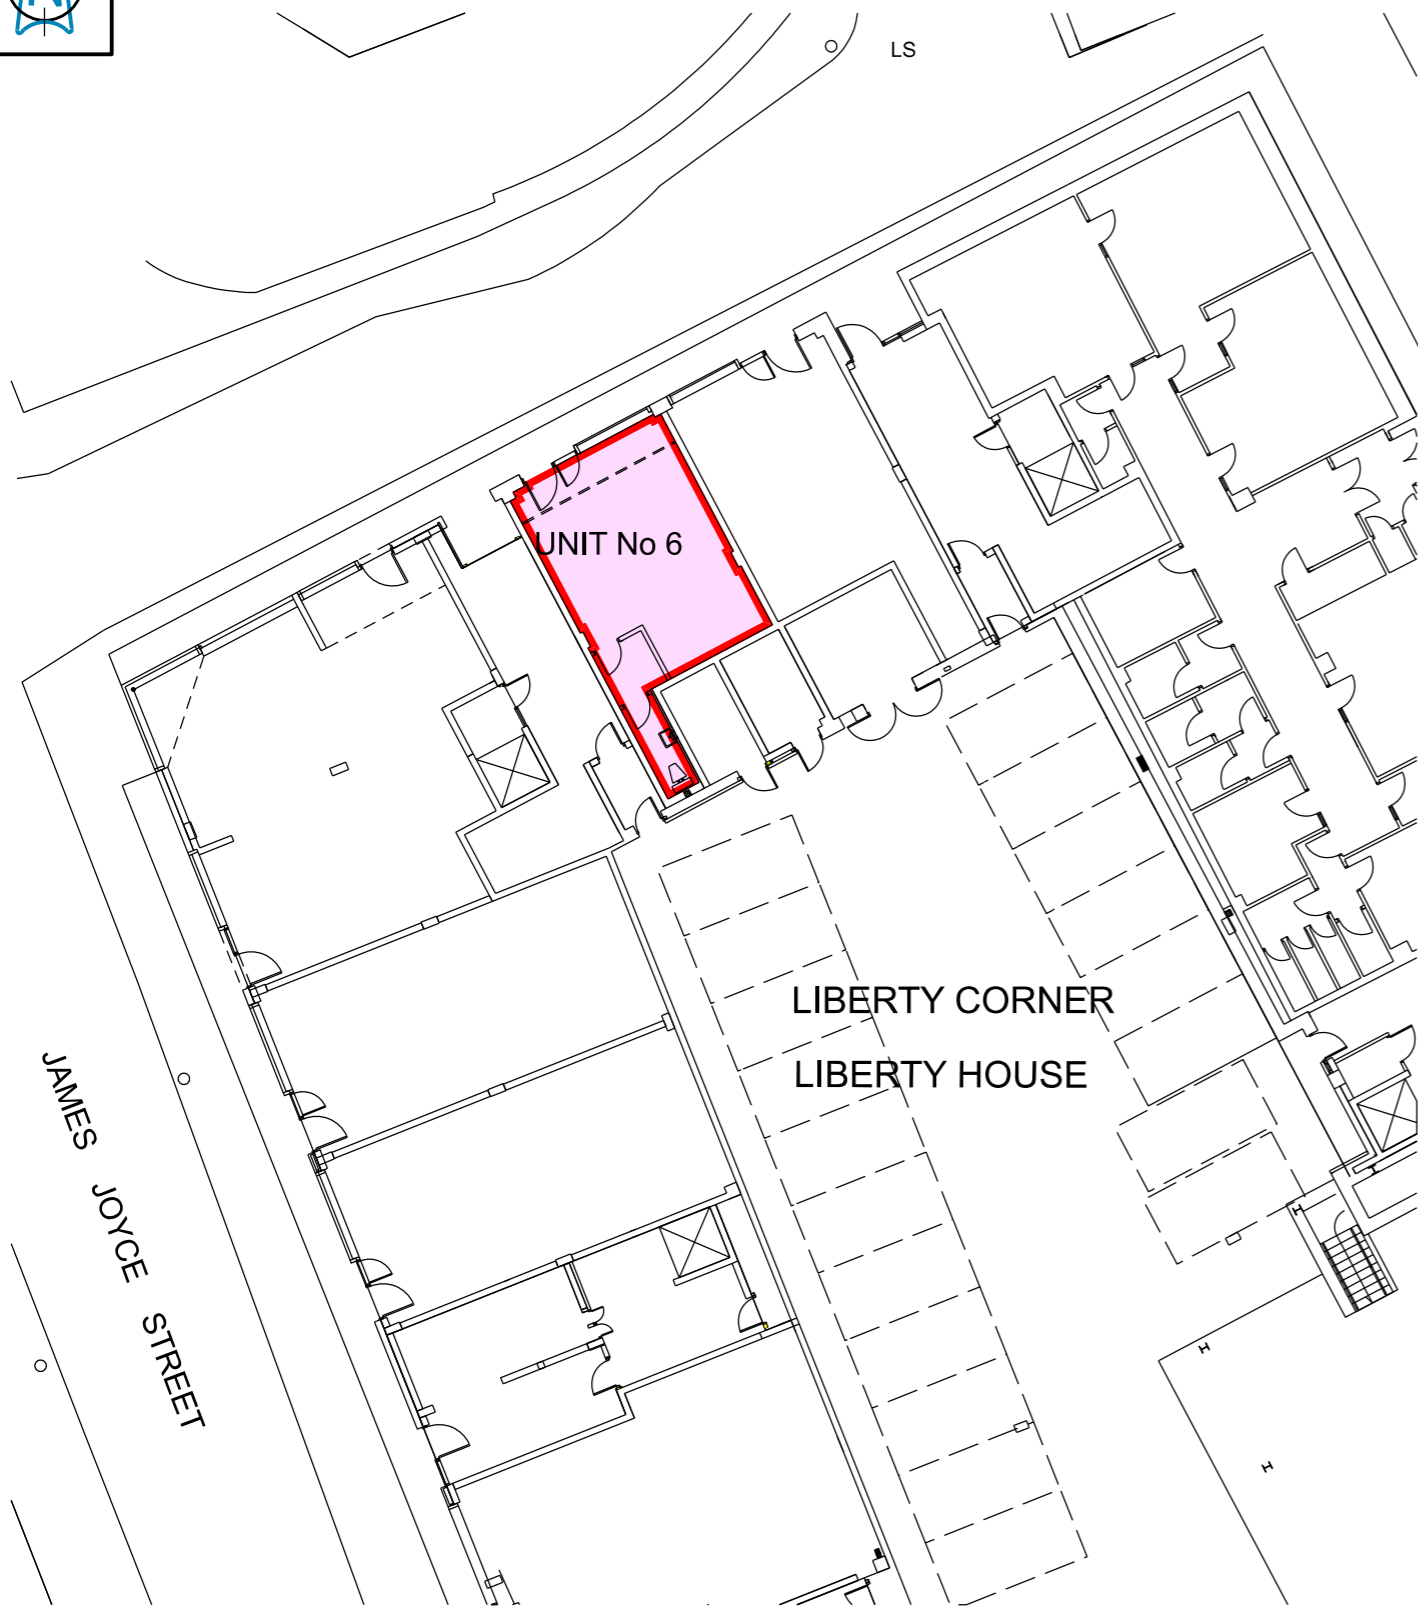 LS
UNIT No 6
LIBERTY CORNER
LIBERTY HOUSE
JAMES JOYCE STREET